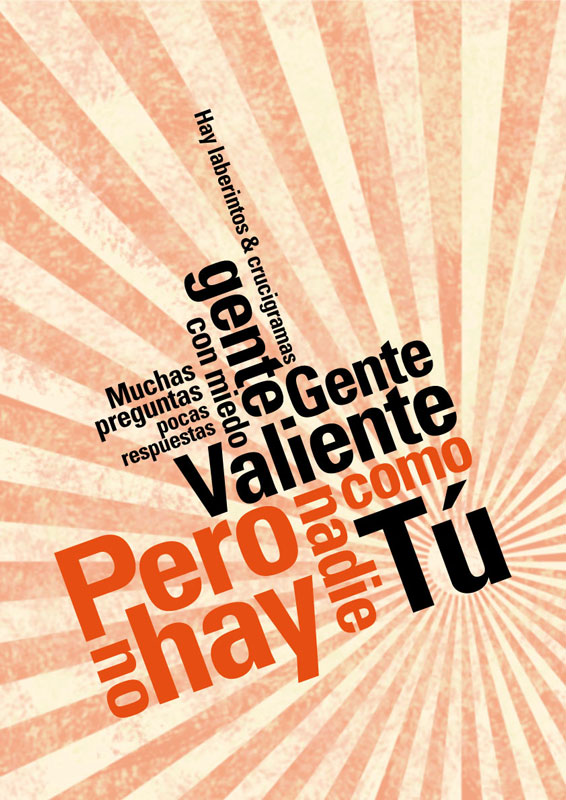 Hay laberintos & crucigramas
gente
con miedo
Muchas
preguntas
pocas
respuestas
Gente
Valiente
Pero
no
hay
nadie
como
Tú